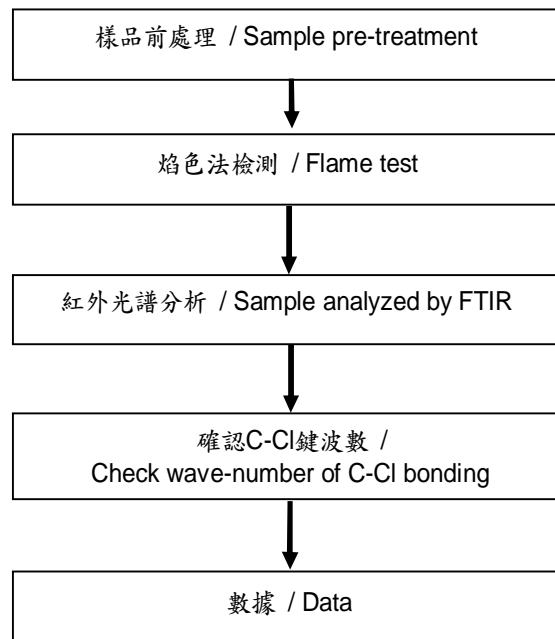 樣品前處理 / Sample pre-treatment
焰色法檢測 / Flame test
紅外光譜分析 / Sample analyzed by FTIR
確認C-Cl鍵波數 /
Check wave-number of C-Cl bonding
數據 / Data